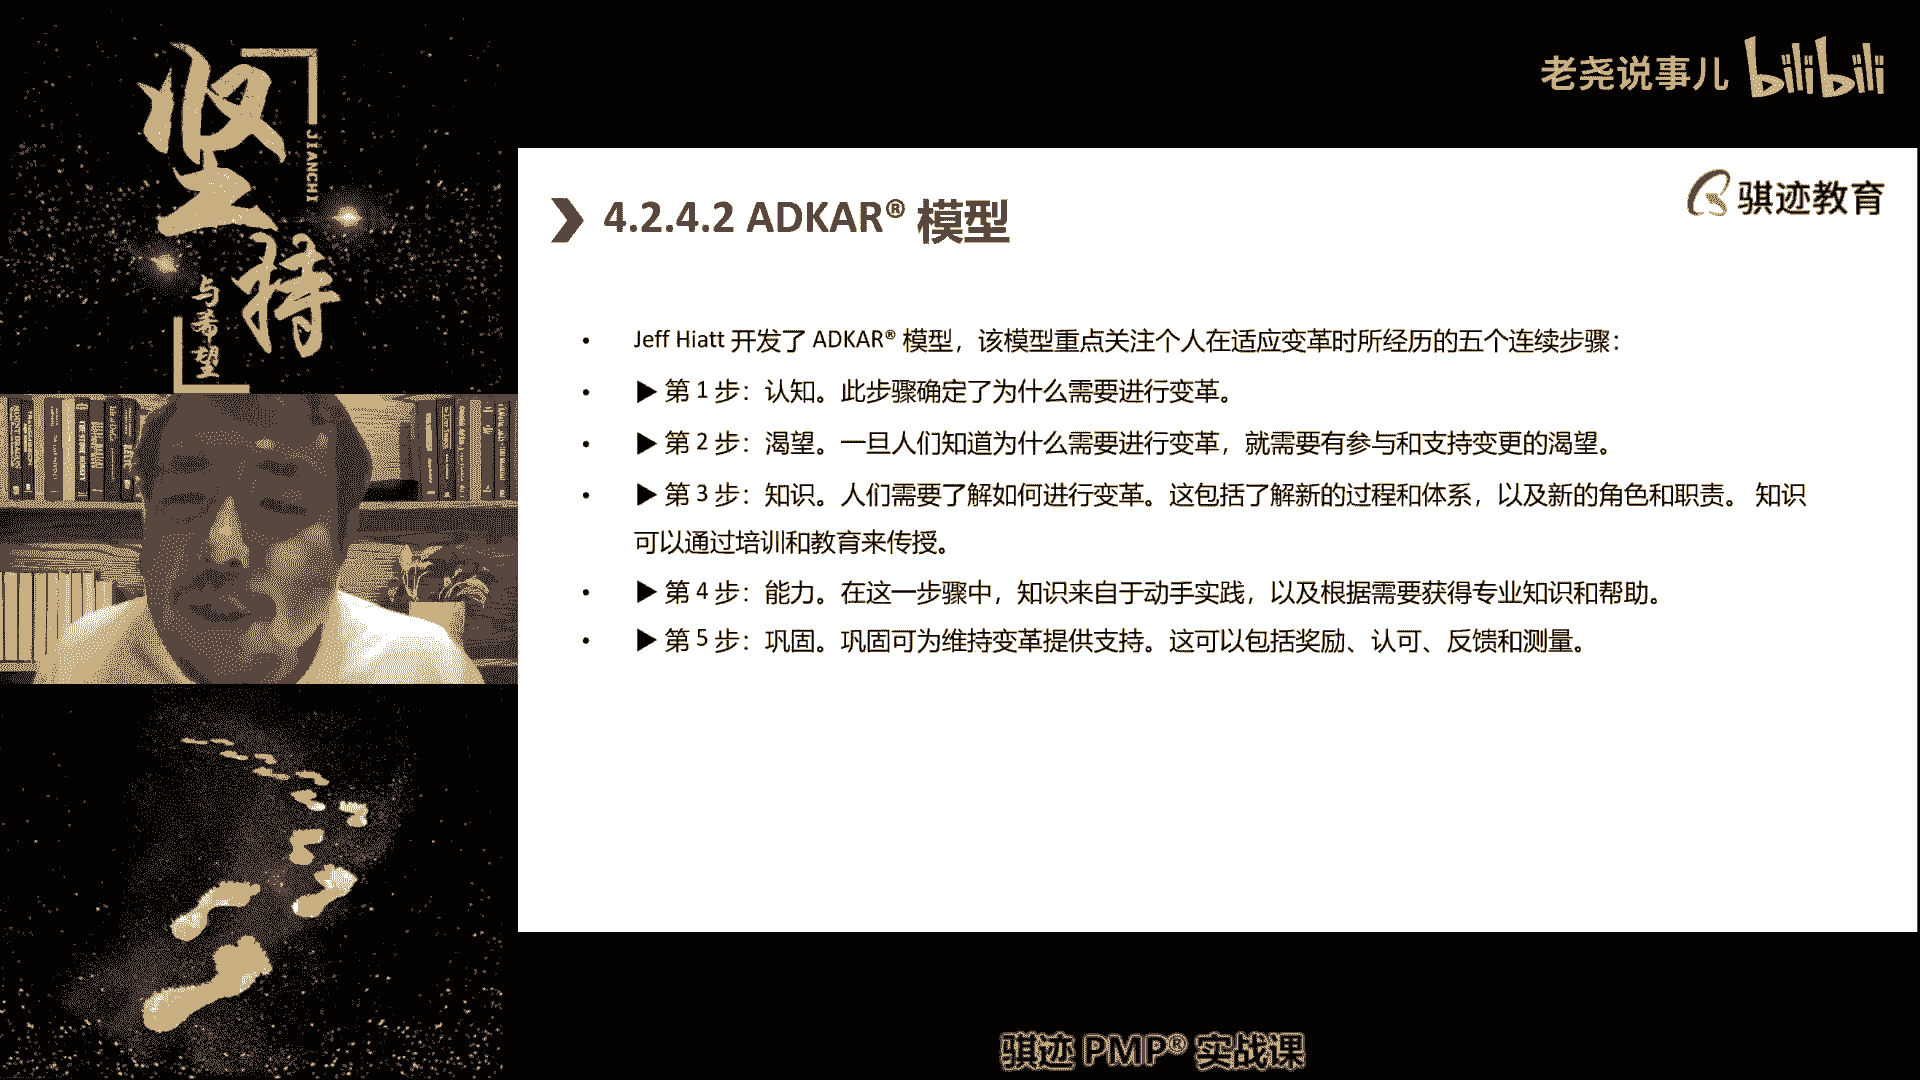 坚持
JIANCHI
与希望
老尧说事儿 bilibili
骐迹教育
4.2.4.2 ADKAR® 模型
• Jeff Hiatt 开发了 ADKAR® 模型，该模型重点关注个人在适应变革时所经历的五个连续步骤：
• ▶ 第 1 步：认知。此步骤确定了为什么需要进行变革。
• ▶ 第 2 步：渴望。一旦人们知道为什么需要进行变革，就需要有参与和支持变更的渴望。
• ▶ 第 3 步：知识。人们需要了解如何进行变革。这包括了解新的过程和体系，以及新的角色和职责。 知识
可以通过培训和教育来传授。
• ▶ 第 4 步：能力。在这一步骤中，知识来自于动手实践，以及根据需要获得专业知识和帮助。
• ▶ 第 5 步：巩固。巩固可为维持变革提供支持。这可以包括奖励、认可、反馈和测量。
骐迹 PMP® 实战课